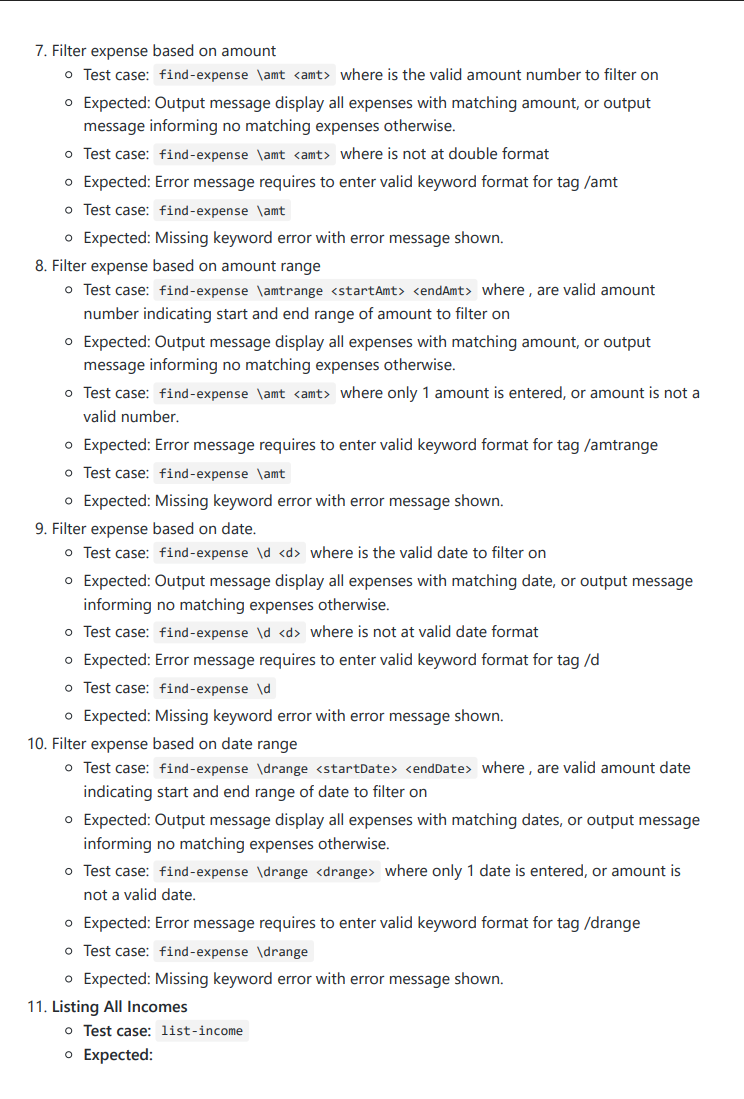 7. Filter expense based on amount
Test case: find-expense \amt <amt> where is the valid amount number to filter on
Expected: Output message display all expenses with matching amount, or output
message informing no matching expenses otherwise.
Test case: find-expense \amt <amt> where is not at double format
Expected: Error message requires to enter valid keyword format for tag /amt
Test case: find-expense \amt
Expected: Missing keyword error with error message shown.
8. Filter expense based on amount range
Test case: find-expense \amtrange <startAmt> <endAmt> where , are valid amount
number indicating start and end range of amount to filter on
Expected: Output message display all expenses with matching amount, or output
message informing no matching expenses otherwise.
Test case: find-expense \amt <amt> where only 1 amount is entered, or amount is not a
valid number.
Expected: Error message requires to enter valid keyword format for tag /amtrange
Test case: find-expense \amt
Expected: Missing keyword error with error message shown.
9. Filter expense based on date.
Test case: find-expense \d <d> where is the valid date to filter on
Expected: Output message display all expenses with matching date, or output message
informing no matching expenses otherwise.
Test case: find-expense \d <d> where is not at valid date format
Expected: Error message requires to enter valid keyword format for tag /d
Test case: find-expense \d
Expected: Missing keyword error with error message shown.
10. Filter expense based on date range
Test case: find-expense \drange <startDate> <endDate> where , are valid amount date
indicating start and end range of date to filter on
Expected: Output message display all expenses with matching dates, or output message
informing no matching expenses otherwise.
Test case: find-expense \drange <drange> where only 1 date is entered, or amount is
not a valid date.
Expected: Error message requires to enter valid keyword format for tag /drange
Test case: find-expense \drange
Expected: Missing keyword error with error message shown.
11. Listing All Incomes
Test case: list-income
Expected: